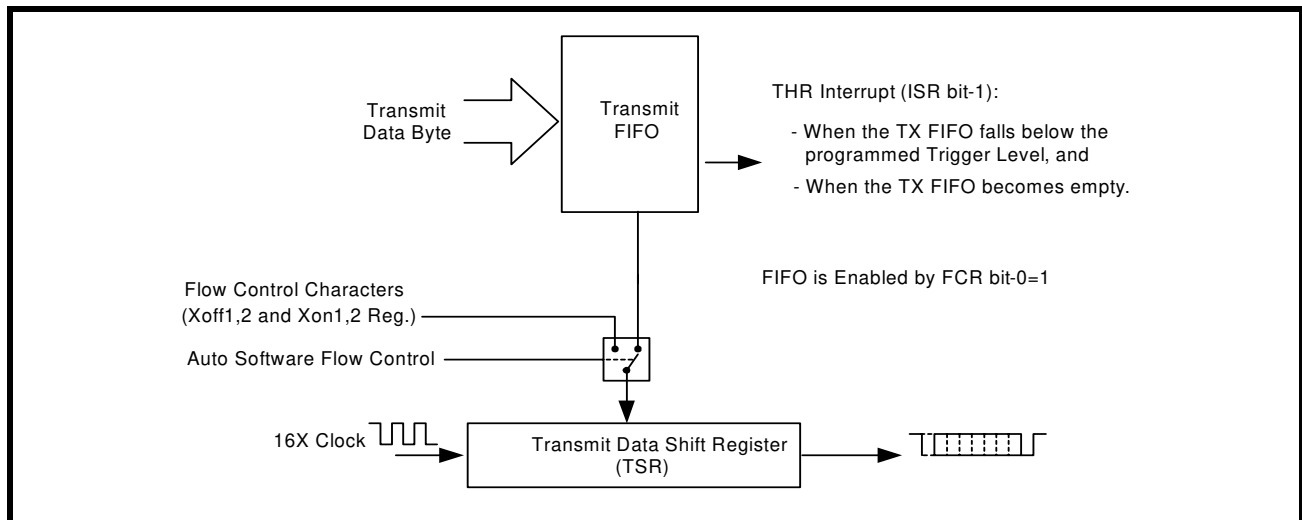 Transmit
Data Byte
Transmit
FIFO
THR Interrupt (ISR bit-1):
- When the TX FIFO falls below the
programmed Trigger Level, and
- When the TX FIFO becomes empty.
FIFO is Enabled by FCR bit-0=1
Flow Control Characters
(Xoff1,2 and Xon1,2 Reg.)
Auto Software Flow Control
16X Clock
Transmit Data Shift Register
(TSR)